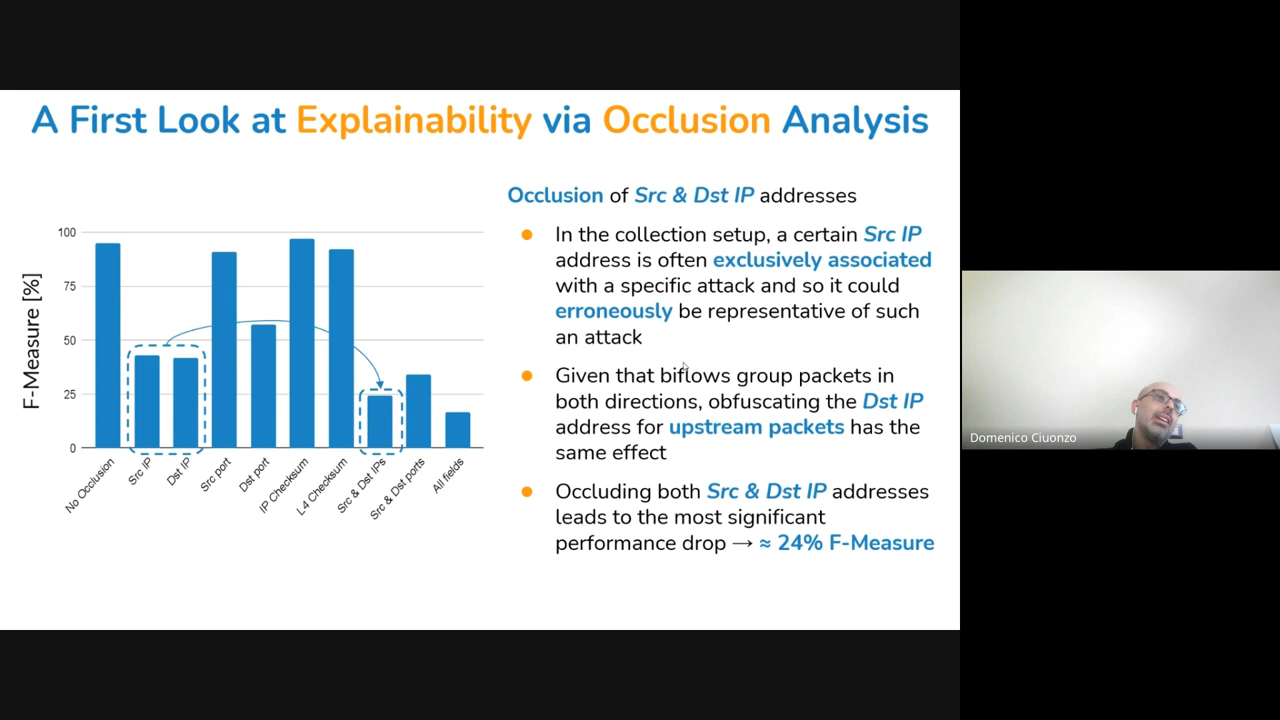 A First Look at Explainability via Occlusion Analysis
F-Measure [%]
100
75
50
25
0
No Occlusion
Src IP
Dst IP
Src port
Dst port
IP Checksum
L4 Checksum
Src & Dst IPs
Src & Dst ports
All fields
Occlusion of Src & Dst IP addresses
In the collection setup, a certain Src IP
address is often exclusively associated
with a specific attack and so it could
erroneously be representative of such
an attack
Given that biflows group packets in
both directions, obfuscating the Dst IP
address for upstream packets has the
same effect
Occluding both Src & Dst IP addresses
leads to the most significant
performance drop → ≈ 24% F-Measure
Domenico Ciuonzo